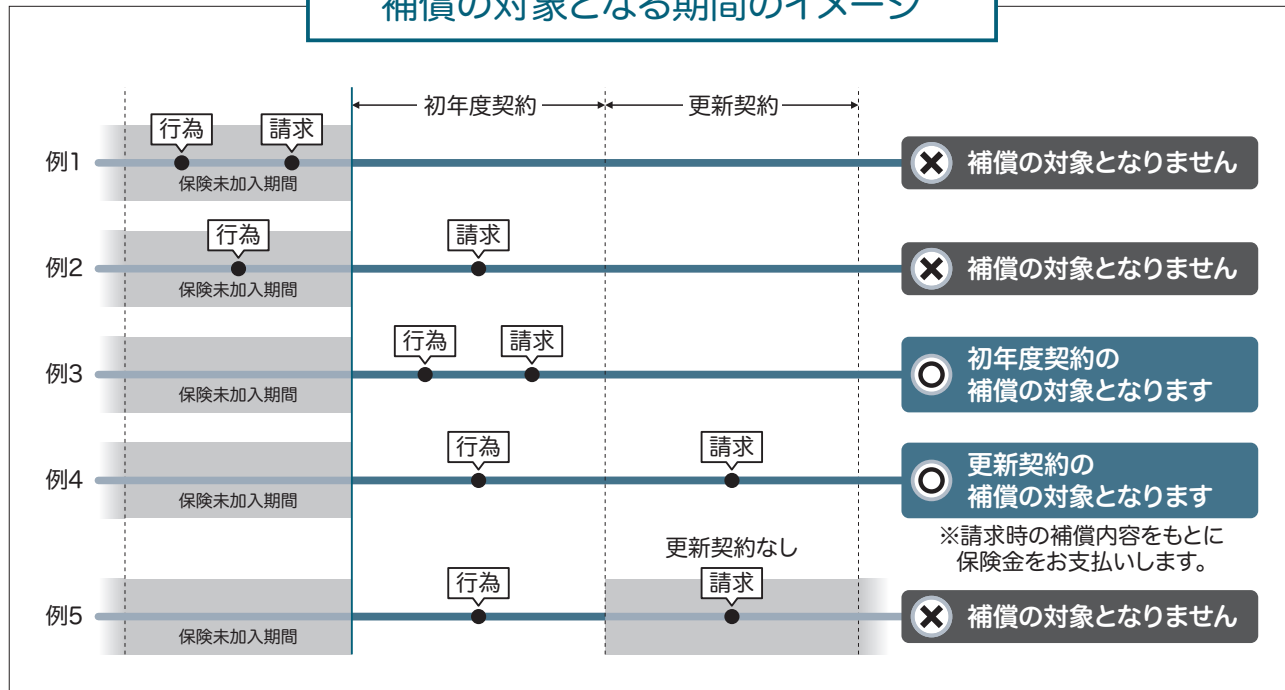 補償の対象となる期間のイメージ
初年度契約
更新契約
行為
請求
例1
保険未加入期間
補償の対象となりません
行為
請求
例2
保険未加入期間
補償の対象となりません
行為
請求
例3
保険未加入期間
初年度契約の
補償の対象となります
行為
請求
例4
保険未加入期間
更新契約の
補償の対象となります
※請求時の補償内容をもとに
保険金をお支払いします。
更新契約なし
行為
請求
例5
保険未加入期間
補償の対象となりません